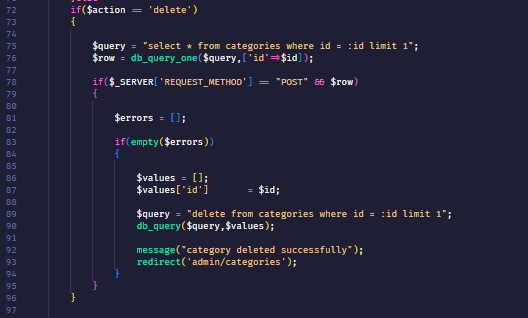 72 if($action == 'delete')
73 {
74
75 $query = "select * from categories where id = :id limit 1";
76 $row = db_query_one($query,['id'=>$id]);
77
78 if($_SERVER['REQUEST_METHOD'] == "POST" && $row)
79 {
80
81 $errors = [];
82
83 if(empty($errors))
84 {
85
86 $values = [];
87 $values['id'] = $id;
88
89 $query = "delete from categories where id = :id limit 1";
90 db_query($query,$values);
91
92 message("category deleted successfully");
93 redirect('admin/categories');
94 }
95 }
96 }
97